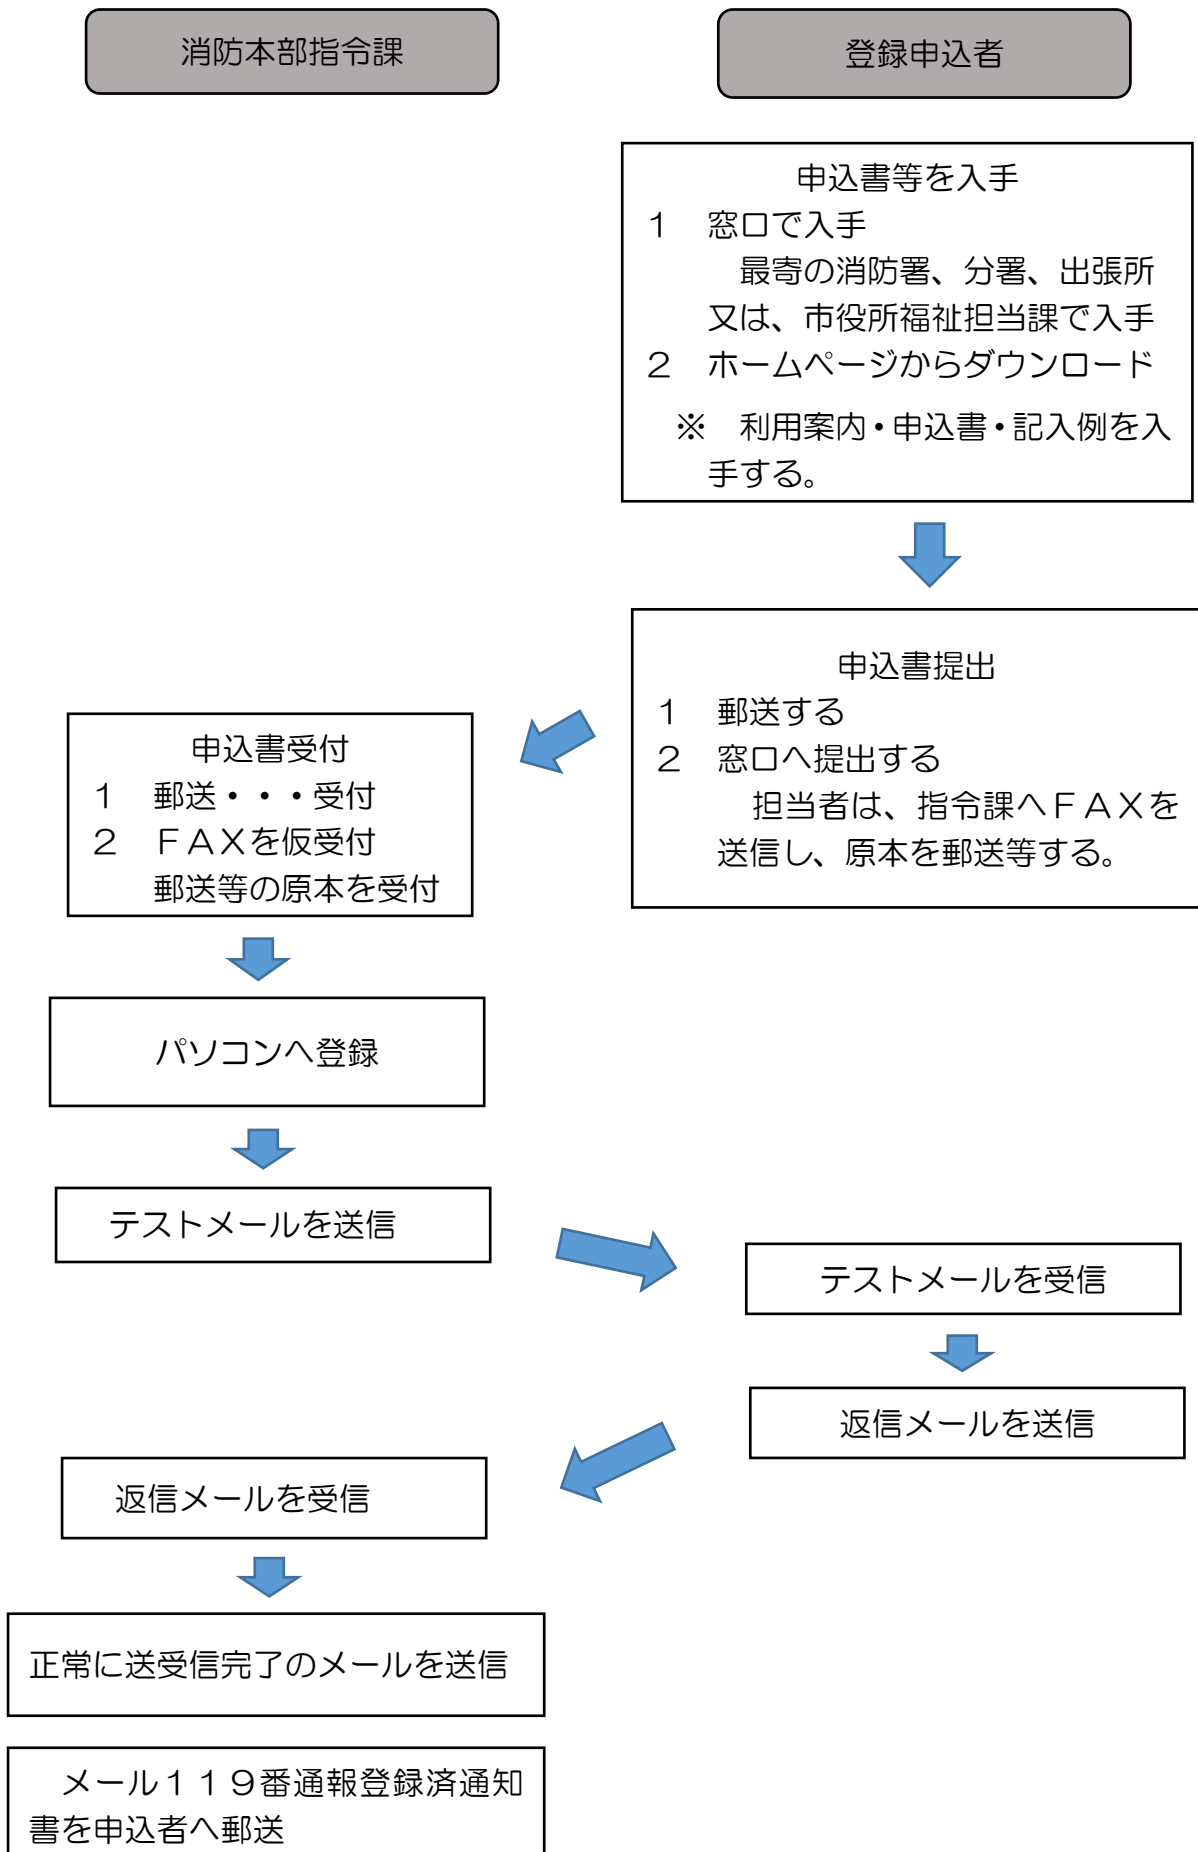 消防本部指令課
登録申込者
申込書等を入手
１　窓口で入手
最寄の消防署、分署、出張所
又は、市役所福祉担当課で入手
２　ホームページからダウンロード
※　利用案内・申込書・記入例を入
手する。
申込書提出
１　郵送する
２　窓口へ提出する
担当者は、指令課へＦＡＸを
送信し、原本を郵送等する。
申込書受付
１　郵送・・・受付
２　ＦＡＸを仮受付
郵送等の原本を受付
パソコンへ登録
テストメールを送信
テストメールを受信
返信メールを送信
返信メールを受信
正常に送受信完了のメールを送信
メール１１９番通報登録済通知
書を申込者へ郵送